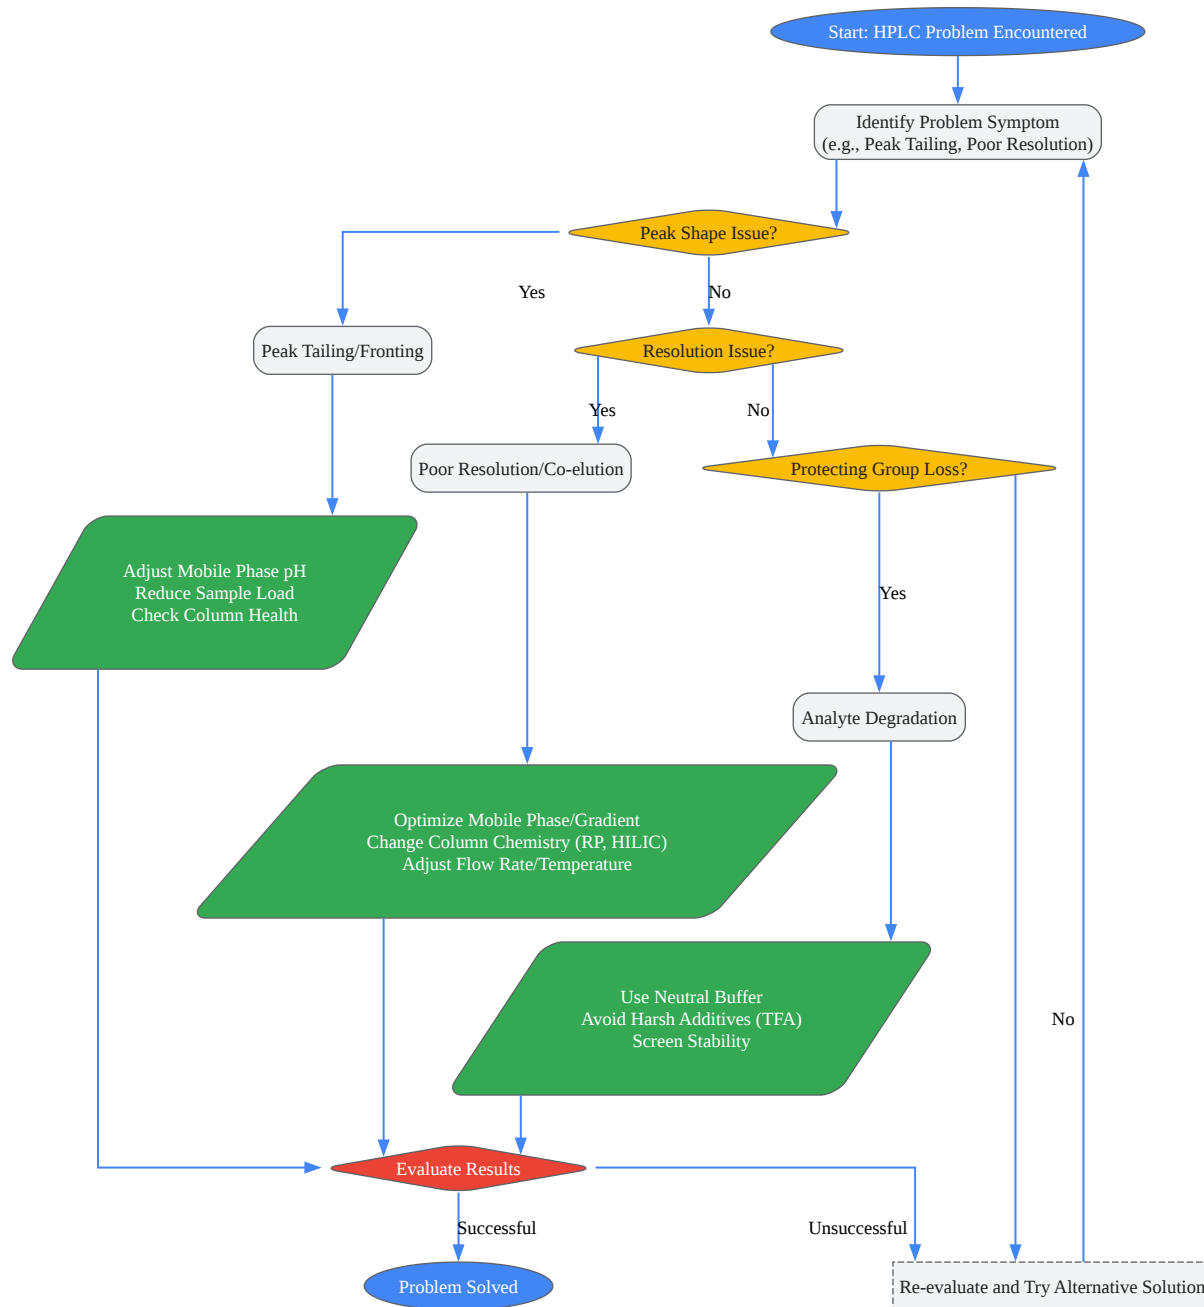 Start: HPLC Problem Encountered
Identify Problem Symptom
(e.g., Peak Tailing, Poor Resolution)
Peak Shape Issue?
Yes
No
Peak Tailing/Fronting
Resolution Issue?
Yes
No
Poor Resolution/Co-elution
Protecting Group Loss?
Adjust Mobile Phase pH
Reduce Sample Load
Check Column Health
Yes
Analyte Degradation
Optimize Mobile Phase/Gradient
Change Column Chemistry (RP, HILIC)
Adjust Flow Rate/Temperature
Use Neutral Buffer
Avoid Harsh Additives (TFA)
Screen Stability
No
Evaluate Results
Successful
Unsuccessful
Problem Solved
Re-evaluate and Try Alternative Solution